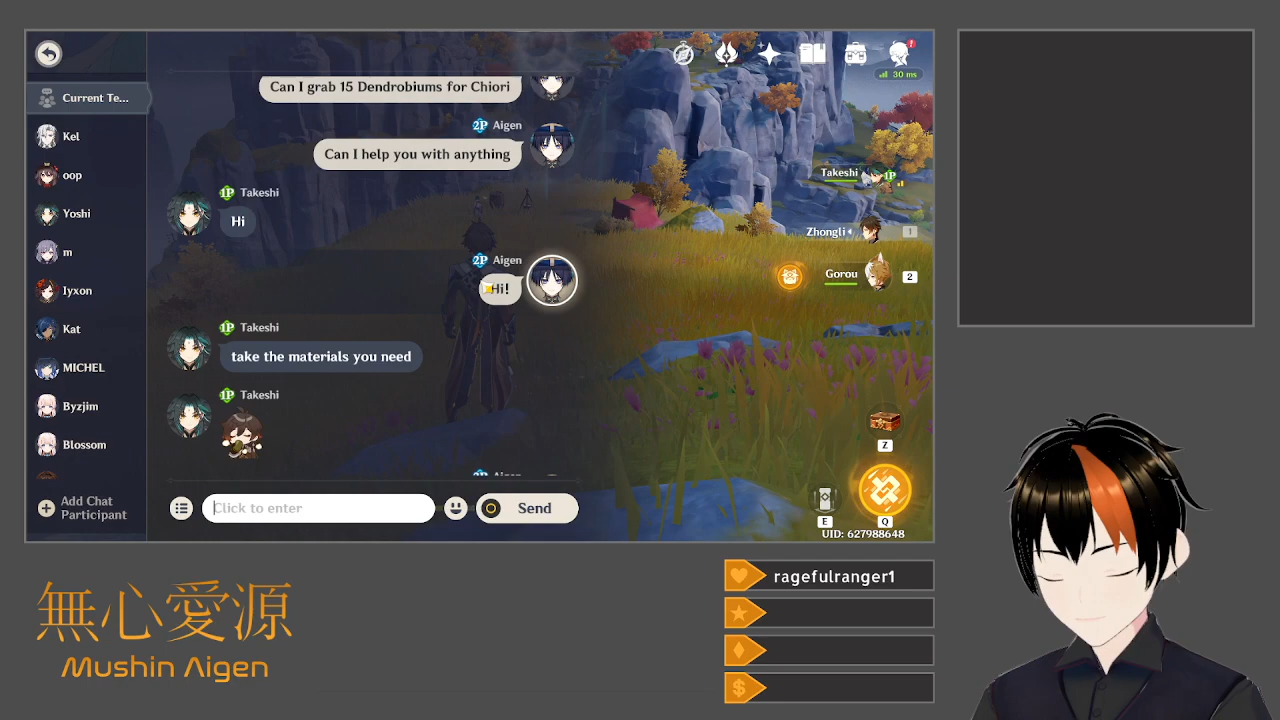 Can I grab 15 Dendrobiums for Chiori
2P Aigen
Can I help you with anything
1P Takeshi
Hi
2P Aigen
Hi!
1P Takeshi
take the materials you need
1P Takeshi
2P Aigen
Click to enter
Send
Current Te...
Kel
oop
Yoshi
m
Iyxon
Kat
MICHEL
Byzjim
Blossom
Add Chat
Participant
30 ms
Takeshi 1P
Zhongli 1
Gorou 2
Z
E
Q
UID: 627988648
無心愛源
Mushin Aigen
ragefulranger1